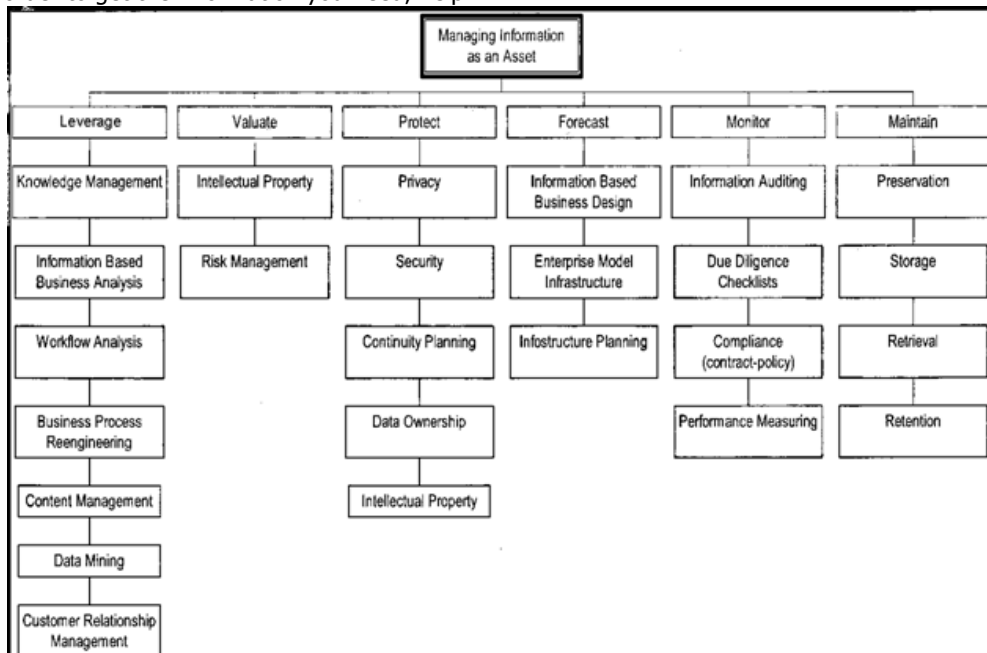 Managing Information
as an Asset
Leverage
Valuate
Protect
Forecast
Monitor
Maintain
Knowledge Management
Intellectual Property
Privacy
Information Based
Business Design
Information Auditing
Preservation
Information Based
Business Analysis
Risk Management
Security
Enterprise Model
Infrastructure
Due Diligence
Checklists
Storage
Workflow Analysis
Continuity Planning
Infostructure Planning
Compliance
(contract-policy)
Retrieval
Business Process
Reengineering
Data Ownership
Performance Measuring
Retention
Content Management
Intellectual Property
Data Mining
Customer Relationship
Management